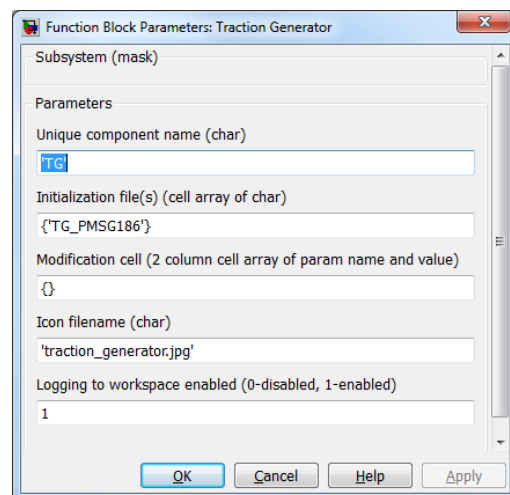 Function Block Parameters: Traction Generator
Subsystem (mask)
Parameters
Unique component name (char)
'TG'
Initialization file(s) (cell array of char)
{'TG_PMSG186'}
Modification cell (2 column cell array of param name and value)
{}
Icon filename (char)
'traction_generator.jpg'
Logging to workspace enabled (0-disabled, 1-enabled)
1
OK Cancel Help Apply